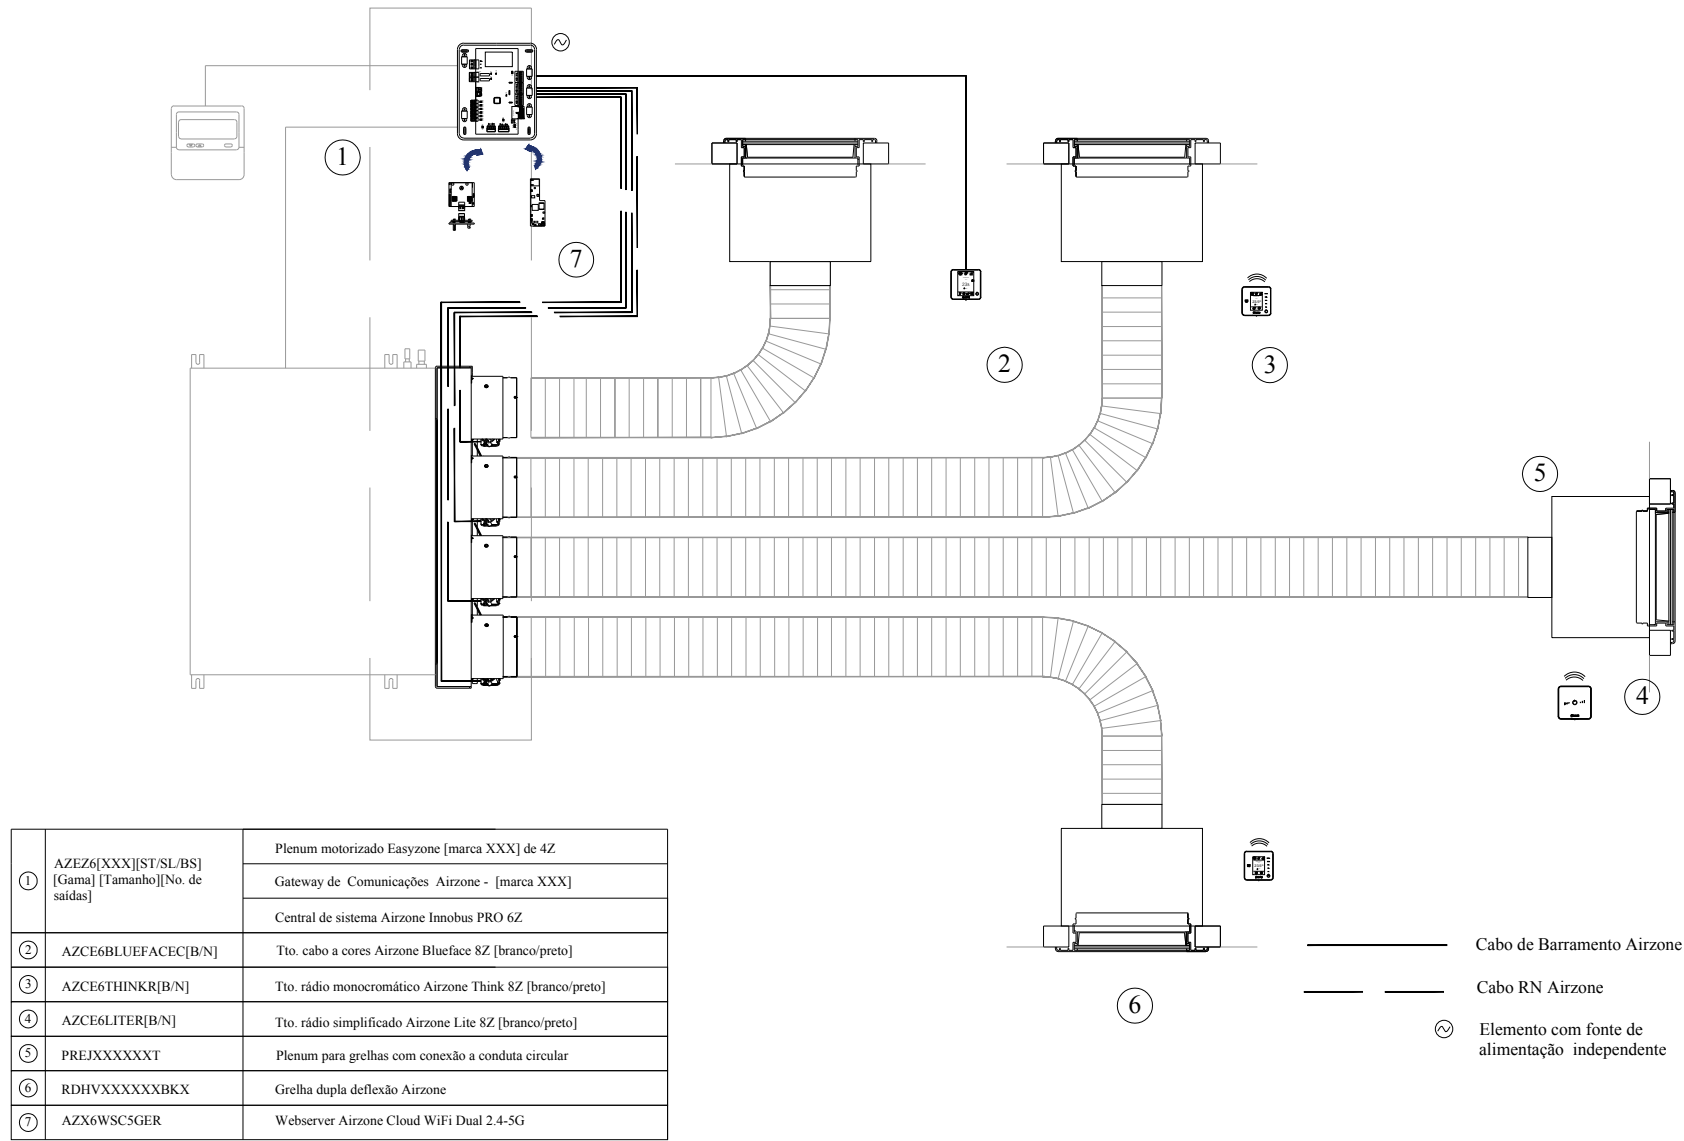 1
7
2
3
5
4
6
1
AZEZ6[XXX][ST/SL/BS]
[Gama] [Tamanho][No. de
saídas]
Plenum motorizado Easyzone [marca XXX] de 4Z
Gateway de Comunicações Airzone - [marca XXX]
Central de sistema Airzone Innobus PRO 6Z
2 AZCE6BLUEFACEC[B/N] Tto. cabo a cores Airzone Blueface 8Z [branco/preto]
3 AZCE6THINKR[B/N] Tto. rádio monocromático Airzone Think 8Z [branco/preto]
4 AZCE6LITER[B/N] Tto. rádio simplificado Airzone Lite 8Z [branco/preto]
5 PREJXXXXXXT Plenum para grelhas com conexão a conduta circular
6 RDHVXXXXXXBKX Grelha dupla deflexão Airzone
7 AZX6WSC5GER Webserver Airzone Cloud WiFi Dual 2.4-5G
Cabo de Barramento Airzone
Cabo RN Airzone
Elemento com fonte de
alimentação independente